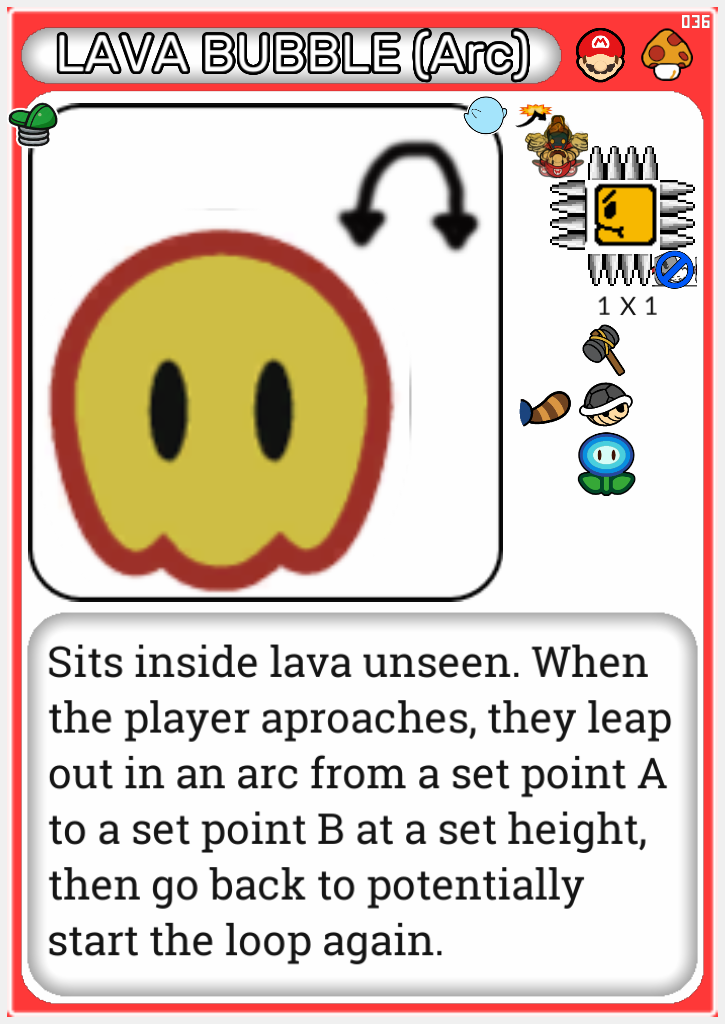 036
LAVA BUBBLE (Arc)
M
1 X 1
Sits inside lava unseen. When
the player aproaches, they leap
out in an arc from a set point A
to a set point B at a set height,
then go back to potentially
start the loop again.